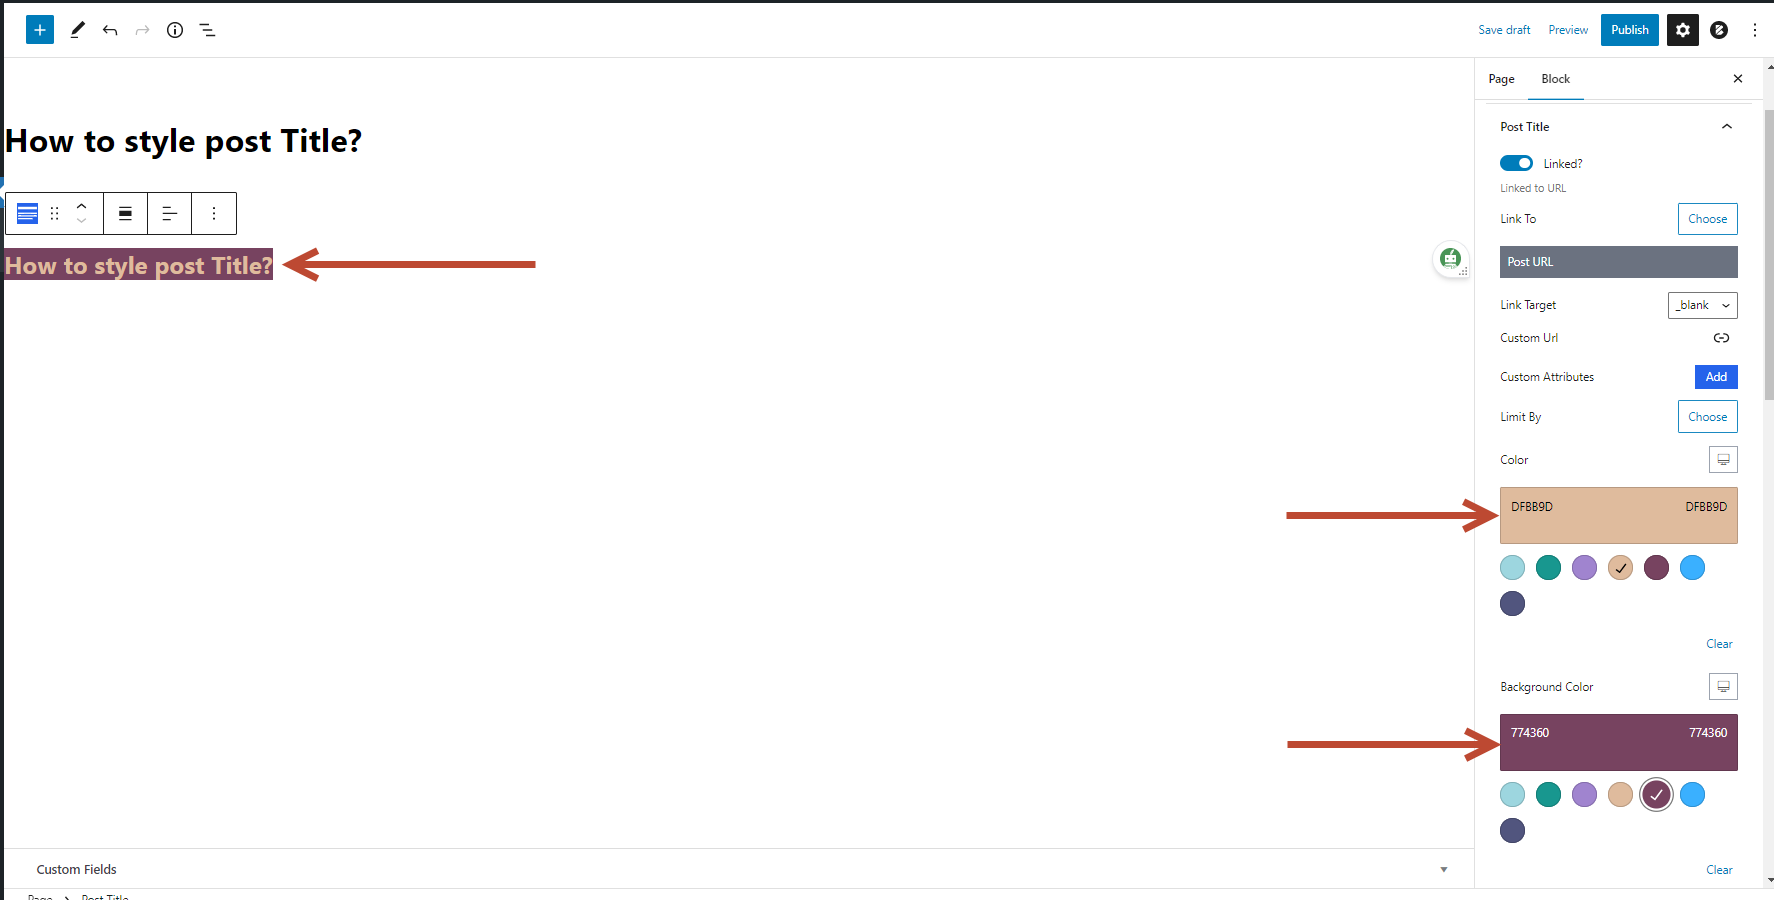 Save draft Preview Publish
Page Block
How to style post Title?
How to style post Title?
Post Title
Linked?
Linked to URL
Link To Choose
Post URL
Link Target _blank
Custom Url
Custom Attributes Add
Limit By Choose
Color
DFBB9D DFBB9D
Clear
Background Color
774360 774360
Clear
Custom Fields
Page Post Title